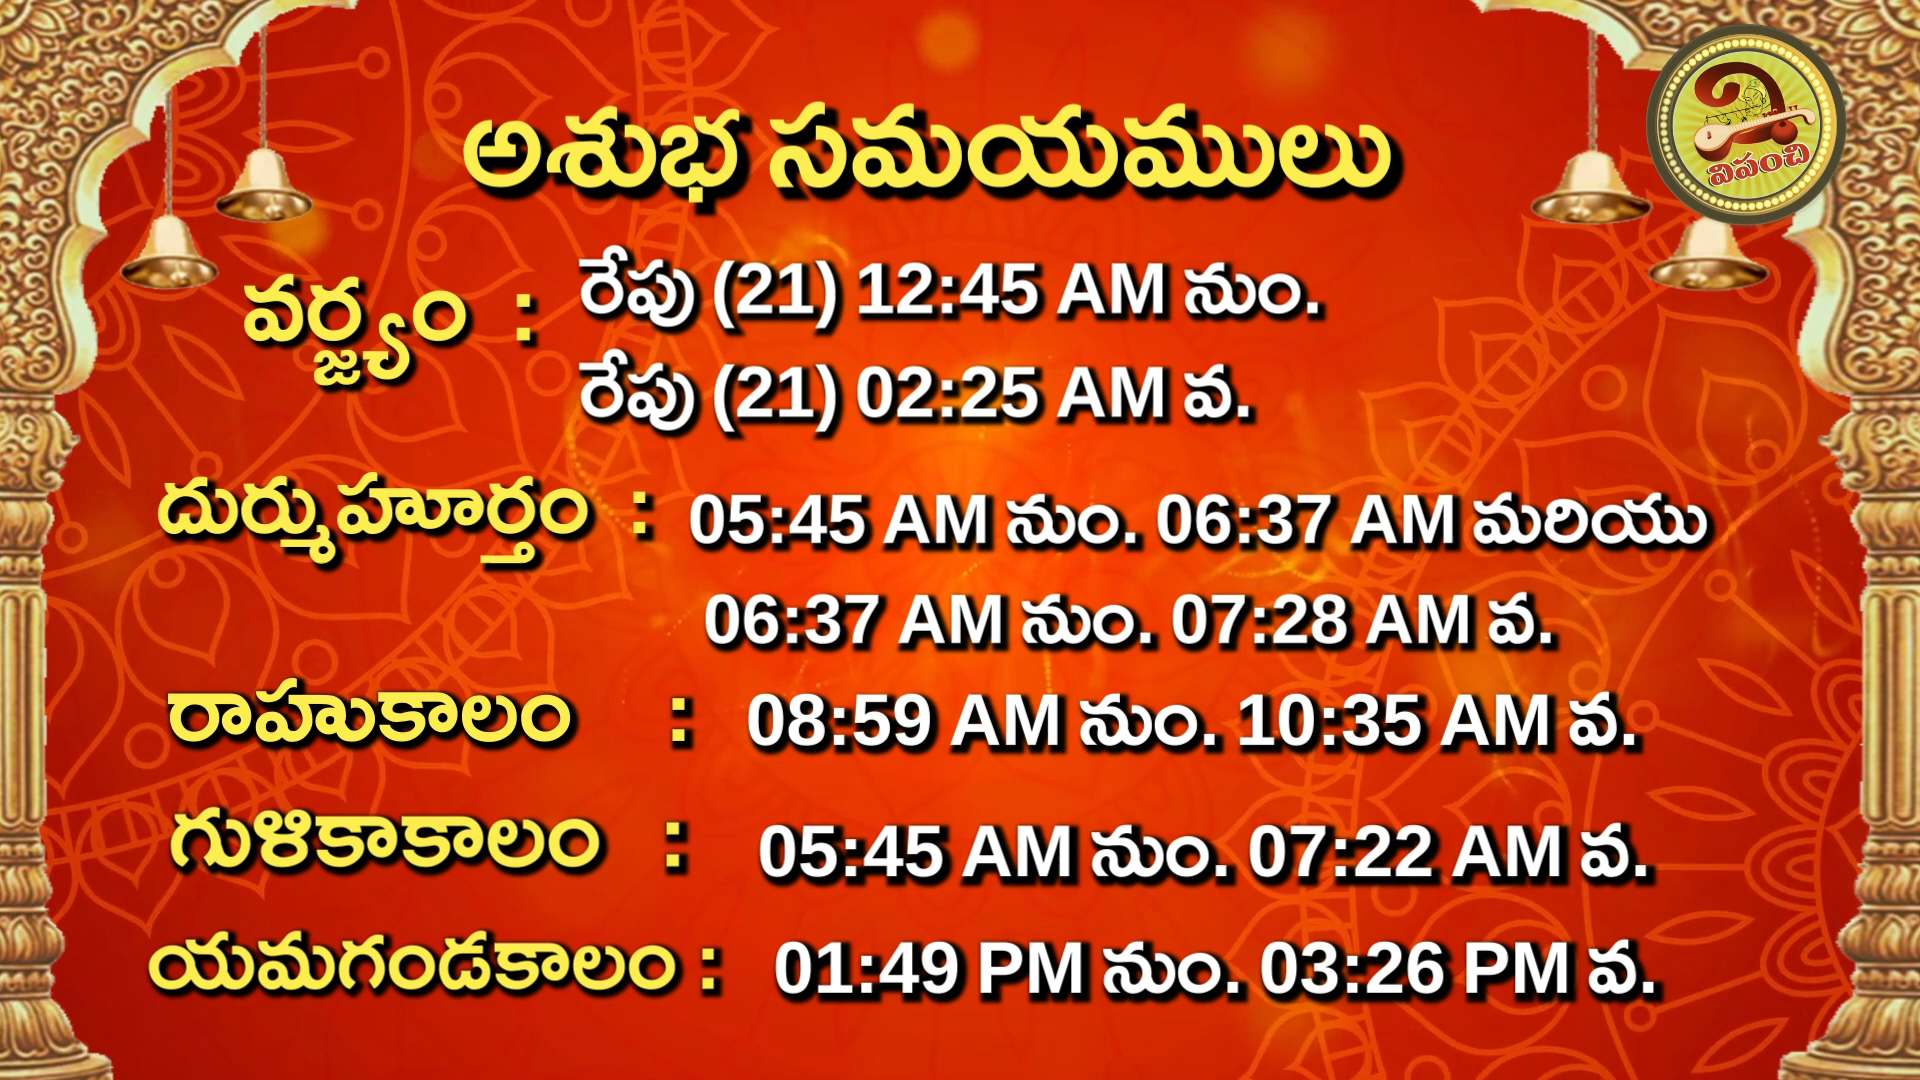 అశుభ సమయములు
విపంచి
వర్జ్యం : రేపు (21) 12:45 AM నుం.
రేపు (21) 02:25 AM వ.
దుర్ముహూర్తం : 05:45 AM నుం. 06:37 AM మరియు
06:37 AM నుం. 07:28 AM వ.
రాహుకాలం : 08:59 AM నుం. 10:35 AM వ.
గుళికాకాలం : 05:45 AM నుం. 07:22 AM వ.
యమగండకాలం : 01:49 PM నుం. 03:26 PM వ.